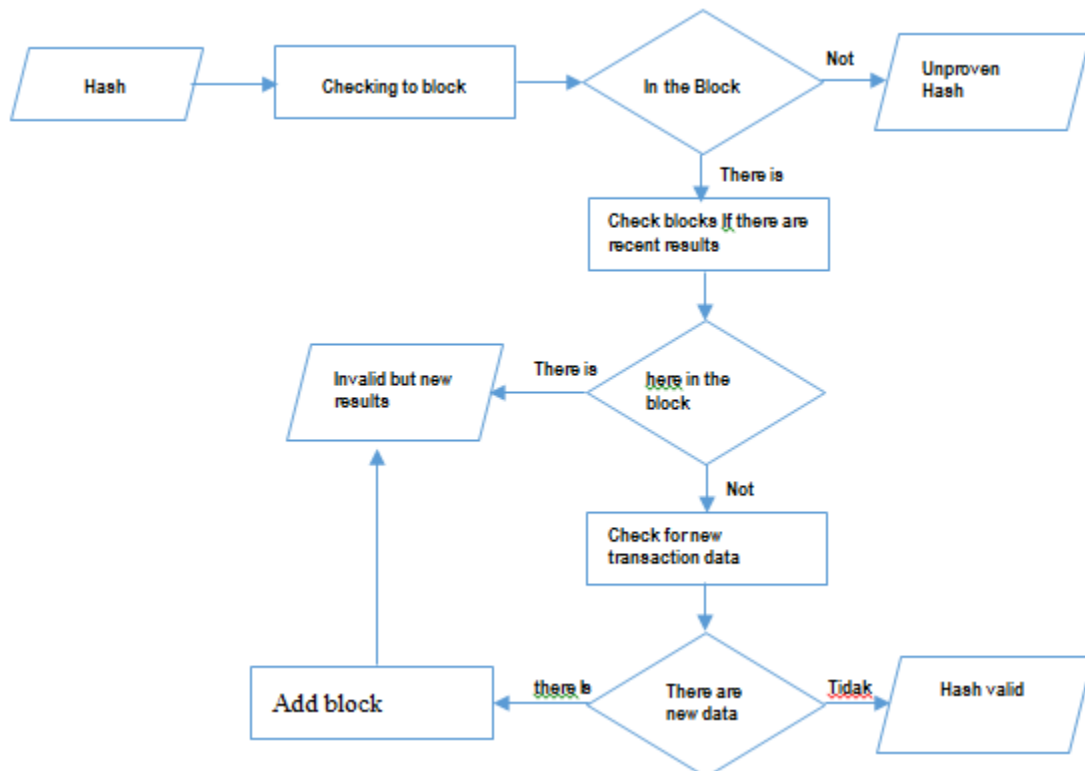 Hash
Checking to block
In the Block
Not
Unproven
Hash
There is
Check blocks If there are
recent results
Invalid but new
results
There is
here in the
block
Not
Check for new
transaction data
Add block
there Is
There are
new data
Tidak
Hash valid